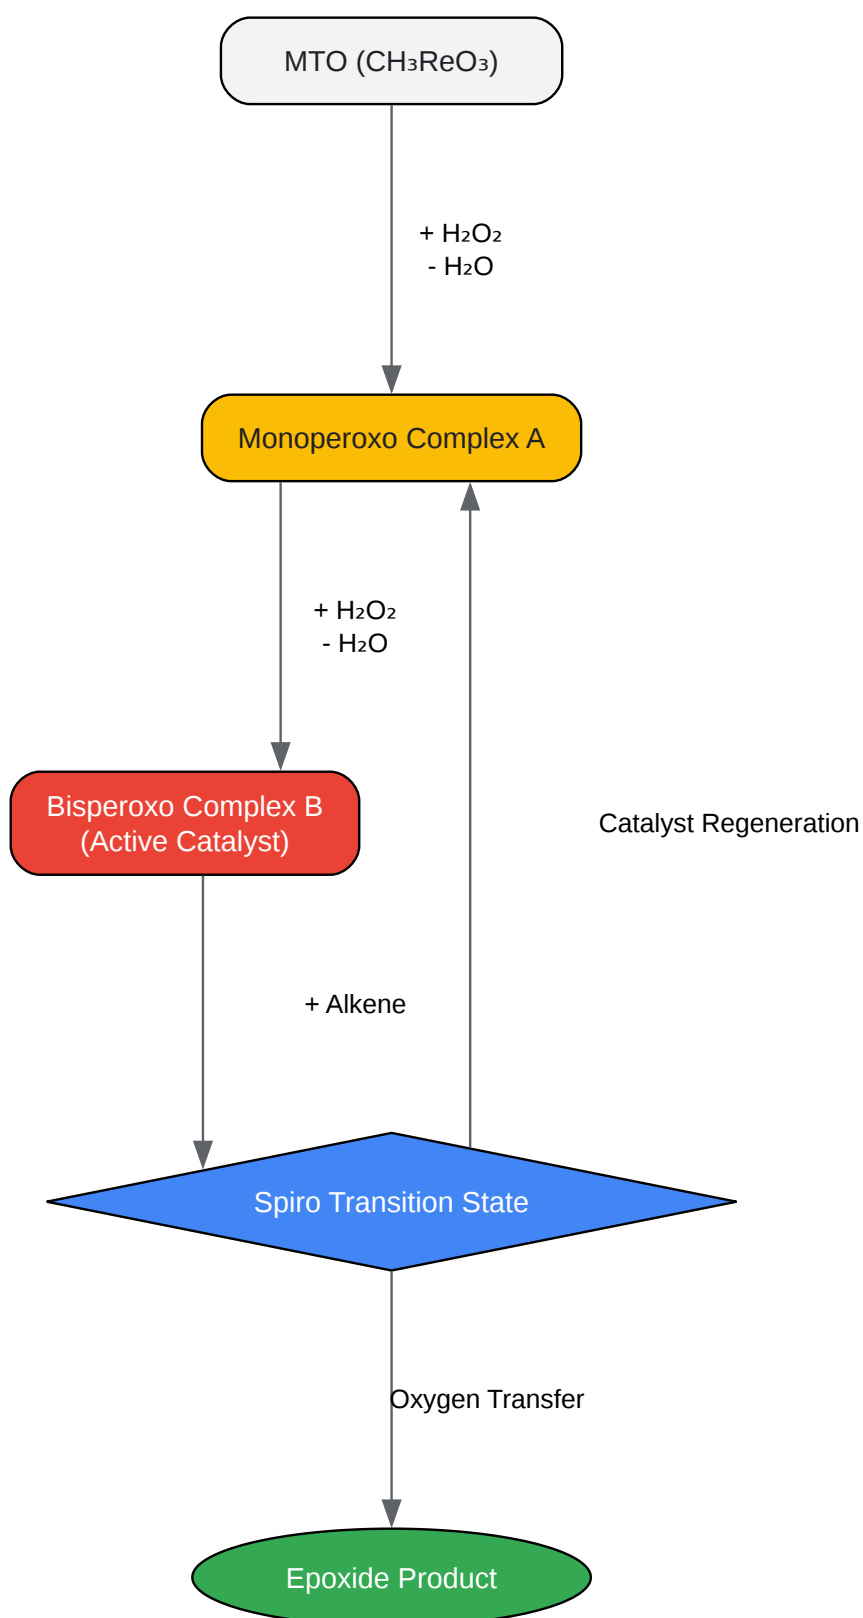 MTO (CH₃ReO₃)
+ H₂O₂
- H₂O
Monoperoxo Complex A
+ H₂O₂
- H₂O
Bisperoxo Complex B
(Active Catalyst)
Catalyst Regeneration
+ Alkene
Spiro Transition State
Oxygen Transfer
Epoxide Product